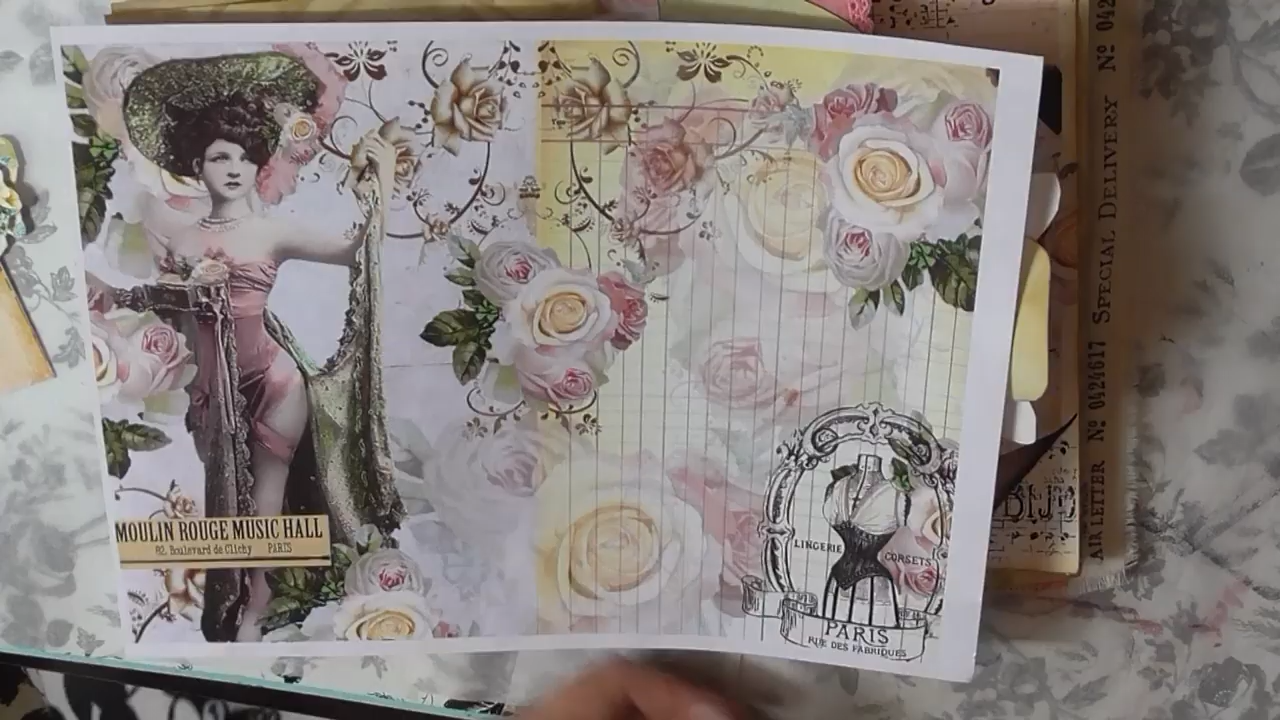 MOULIN ROUGE MUSIC HALL
82, Boulevard de Clichy PARIS
LINGERIE
CORSETS
PARIS
RUE DES FABRIQUES
AIR LETTER Nº 0424617 SPECIAL DELIVERY Nº 042